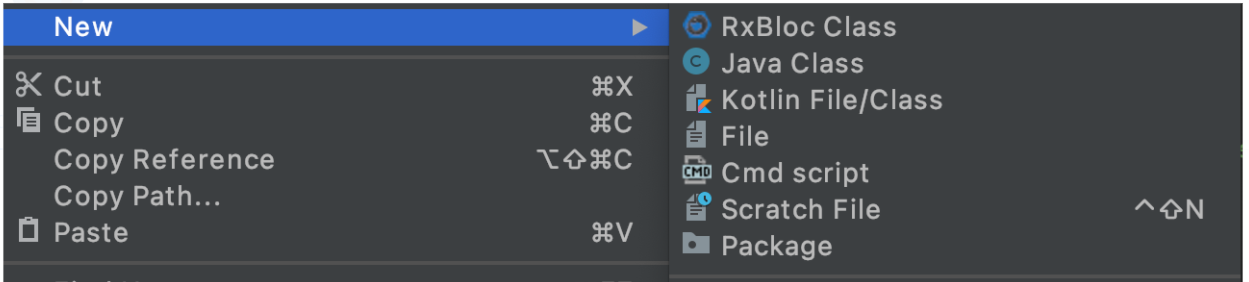 New
Cut ⌘X
Copy ⌘C
Copy Reference ⌥⇧⌘C
Copy Path...
Paste ⌘V
RxBloc Class
C Java Class
Kotlin File/Class
File
CMD Cmd script
Scratch File ^⇧N
Package